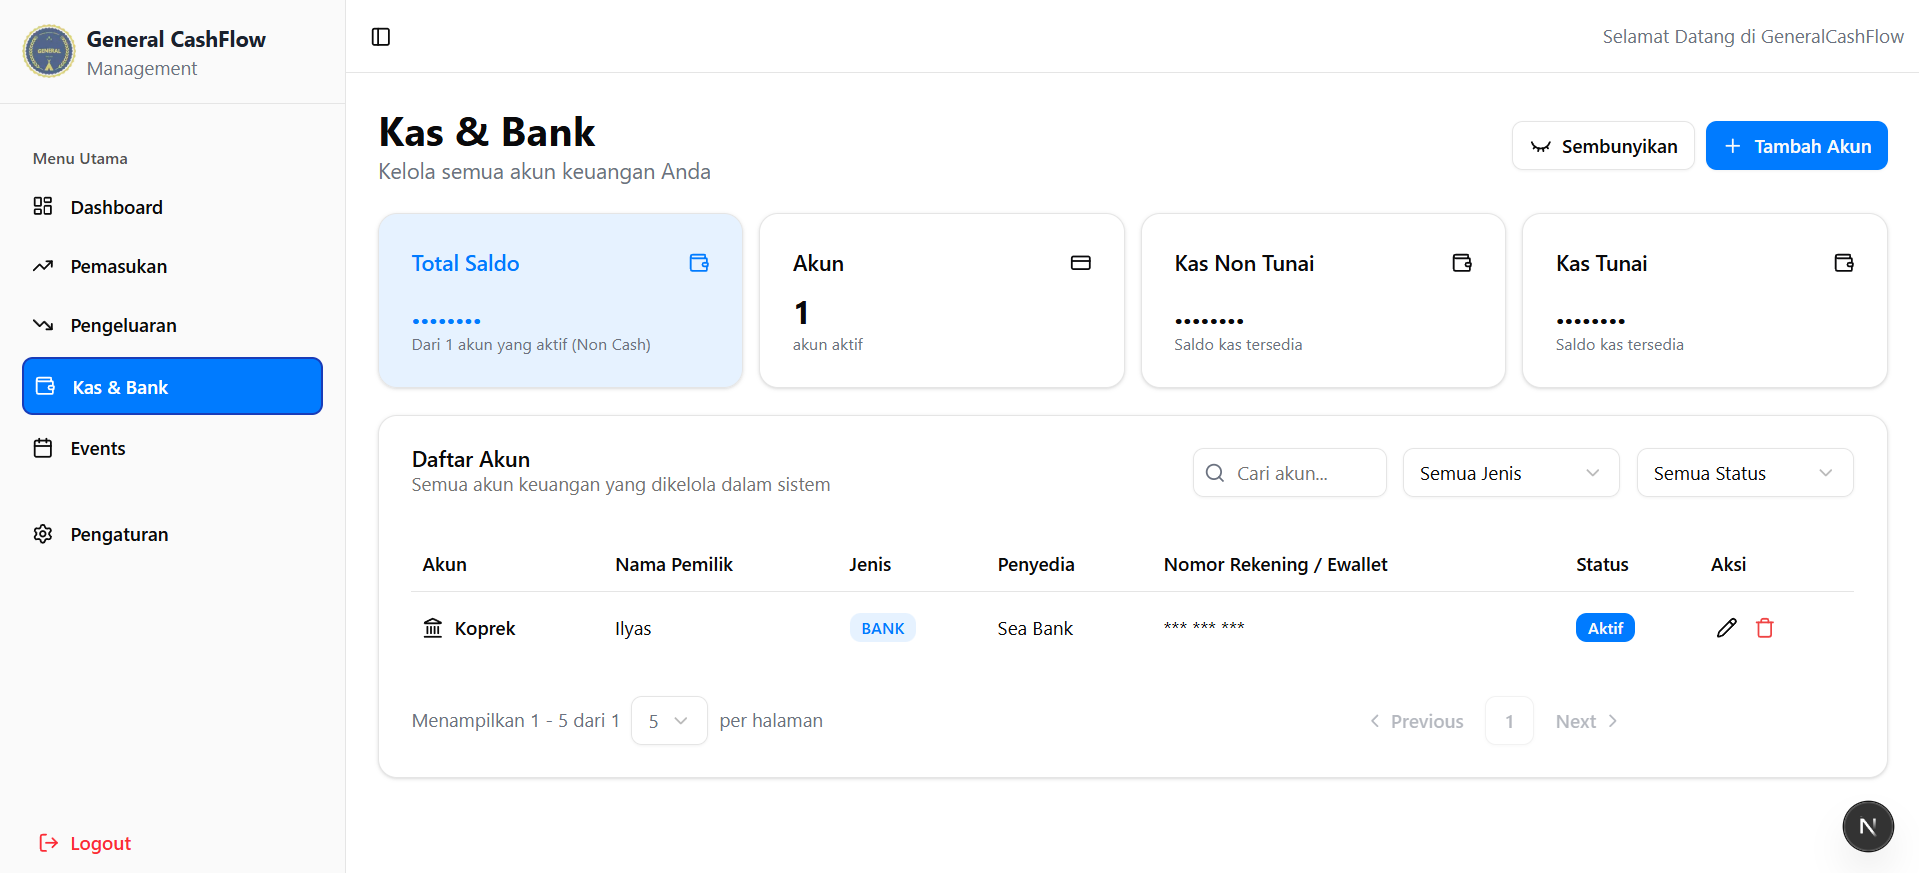 GENERAL
General CashFlow
Management
Selamat Datang di GeneralCashFlow
Menu Utama
Dashboard
Pemasukan
Pengeluaran
Kas & Bank
Events
Pengaturan
Logout
Kas & Bank
Kelola semua akun keuangan Anda
Sembunyikan
+ Tambah Akun
Total Saldo
........
Dari 1 akun yang aktif (Non Cash)
Akun
1
akun aktif
Kas Non Tunai
........
Saldo kas tersedia
Kas Tunai
........
Saldo kas tersedia
Daftar Akun
Semua akun keuangan yang dikelola dalam sistem
Cari akun...
Semua Jenis
Semua Status
Akun Nama Pemilik Jenis Penyedia Nomor Rekening / Ewallet Status Aksi
Koprek Ilyas BANK Sea Bank *** *** *** Aktif
Menampilkan 1 - 5 dari 1 5 per halaman
Previous 1 Next
N